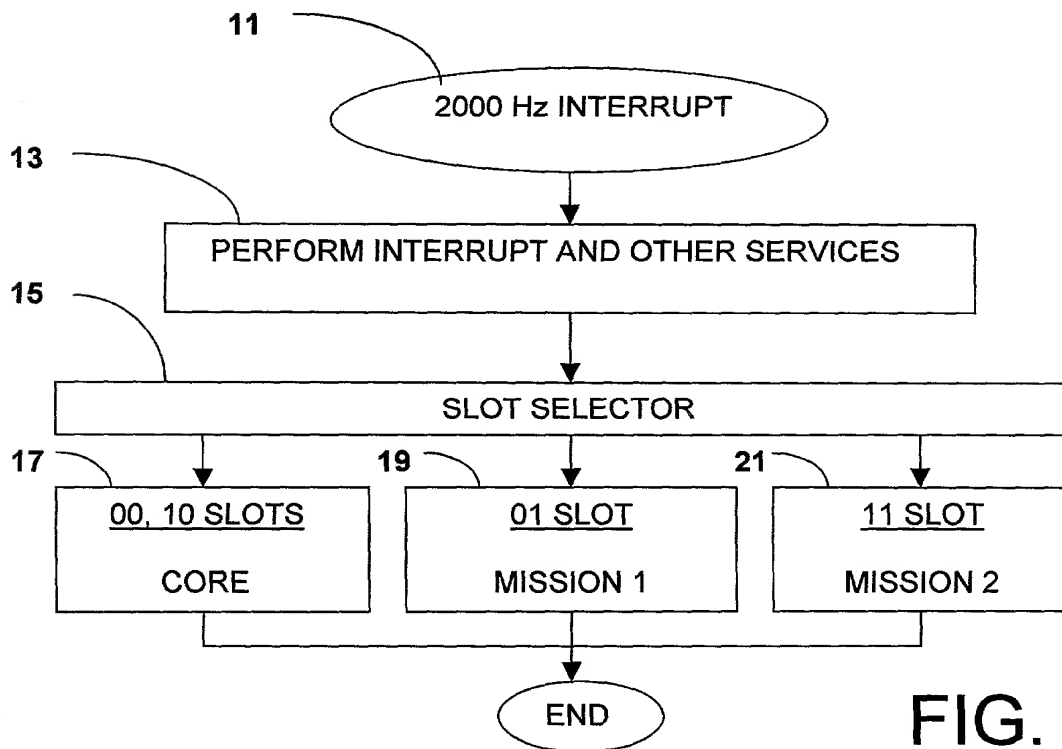 11
2000 Hz INTERRUPT
13
PERFORM INTERRUPT AND OTHER SERVICES
15
SLOT SELECTOR
17
00, 10 SLOTS
CORE
19
01 SLOT
MISSION 1
21
11 SLOT
MISSION 2
END
FIG.